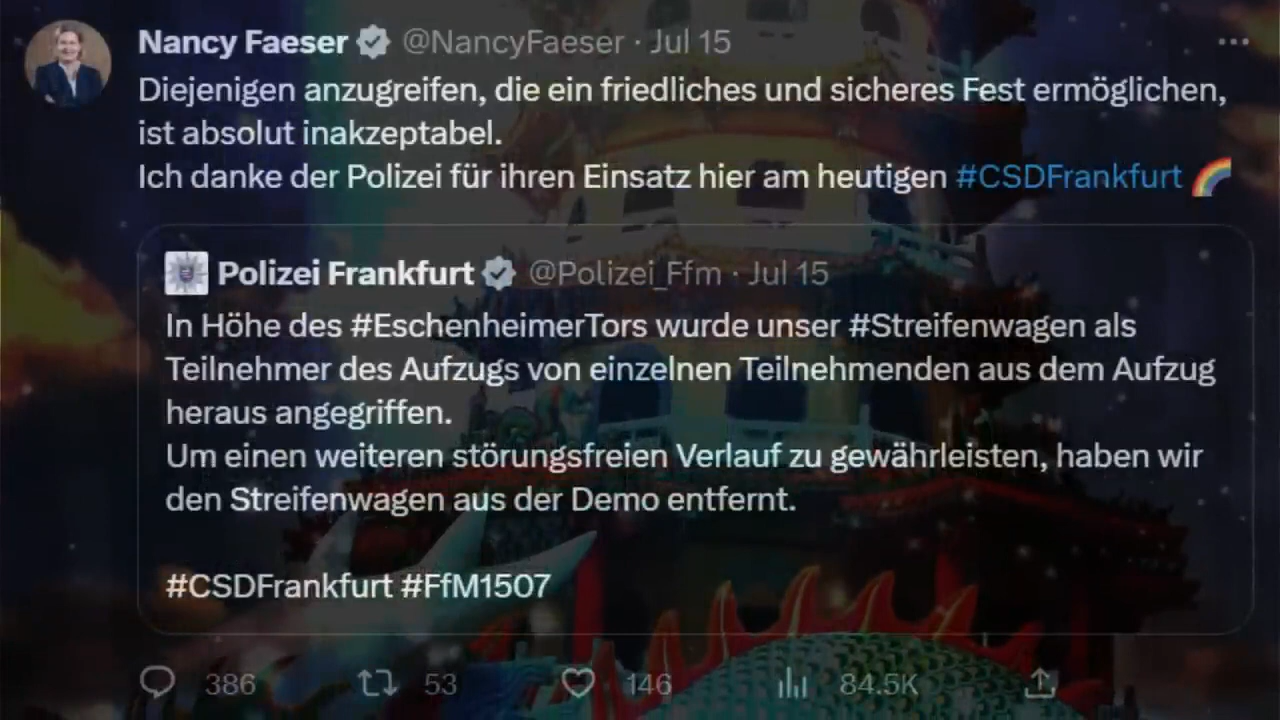 Nancy Faeser @NancyFaeser · Jul 15
Diejenigen anzugreifen, die ein friedliches und sicheres Fest ermöglichen,
ist absolut inakzeptabel.
Ich danke der Polizei für ihren Einsatz hier am heutigen #CSDFrankfurt 🌈
Polizei Frankfurt @Polizei_Ffm · Jul 15
In Höhe des #EschenheimerTors wurde unser #Streifenwagen als
Teilnehmer des Aufzugs von einzelnen Teilnehmenden aus dem Aufzug
heraus angegriffen.
Um einen weiteren störungsfreien Verlauf zu gewährleisten, haben wir
den Streifenwagen aus der Demo entfernt.
#CSDFrankfurt #FfM1507
386 53 146 84.5K